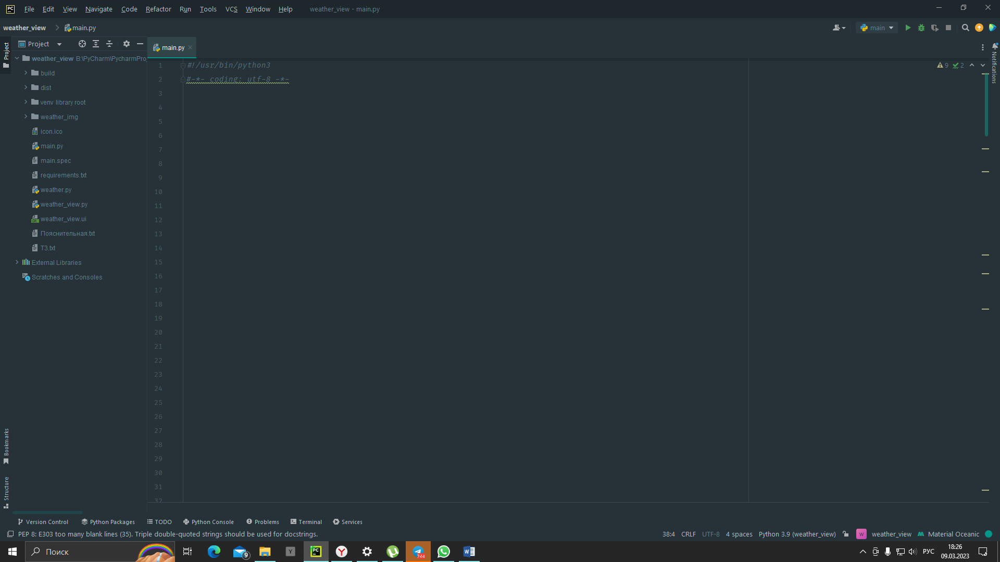 PC File Edit View Navigate Code Refactor Run Tools VCS Window Help weather_view - main.py
weather_view main.py main
Project
Project
main.py
Notifications
weather_view B:\PyCharm\PycharmPro
build
dist
venv library root
weather_img
icon.ico
main.py
main.spec
requirements.txt
weather.py
weather_view.py
weather_view.ui
Пояснительная.txt
ТЗ.txt
External Libraries
Scratches and Consoles
1 #!/usr/bin/python3
9 2
2 #-*- coding: utf-8 -*-
3
4
5
6
7
8
9
10
11
12
13
14
15
16
17
18
19
20
21
22
23
24
25
26
27
28
29
30
31
32
Bookmarks
Structure
Version Control Python Packages TODO Python Console Problems Terminal Services
PEP 8: E303 too many blank lines (35). Triple double-quoted strings should be used for docstrings. 38:4 CRLF UTF-8 4 spaces Python 3.9 (weather_view) W weather_view Material Oceanic
Поиск 9 Y PC Y 744 W РУС 18:26
09.03.2023